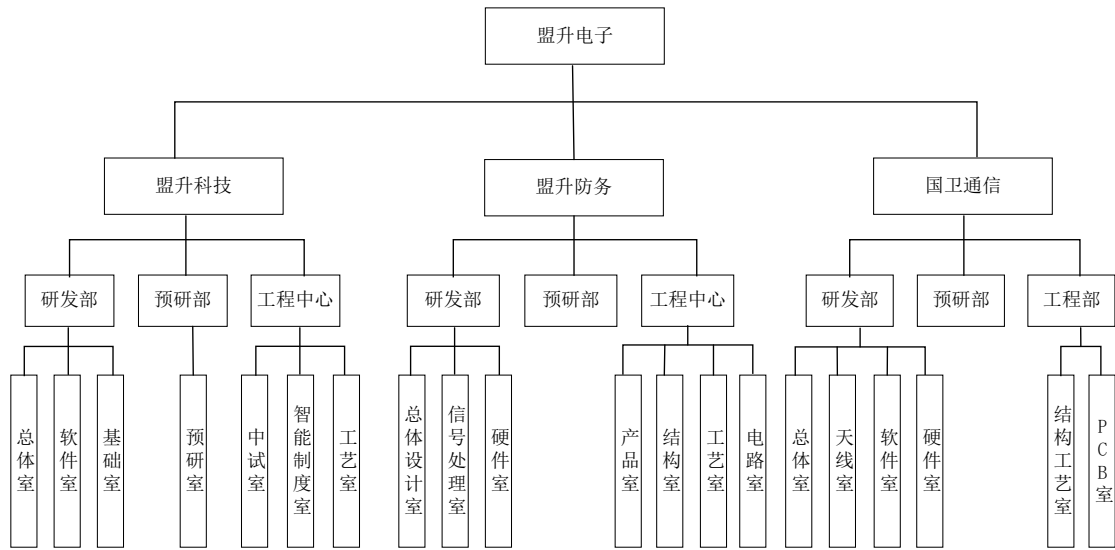 盟升电子
盟升科技
盟升防务
国卫通信
研发部
预研部
工程中心
研发部
预研部
工程中心
研发部
预研部
工程部
总体室
软件室
基础室
预研室
中试室
智能制度室
工艺室
总体设计室
信号处理室
硬件室
产品室
结构室
工艺室
电路室
总体室
天线室
软件室
硬件室
结构工艺室
PCB室